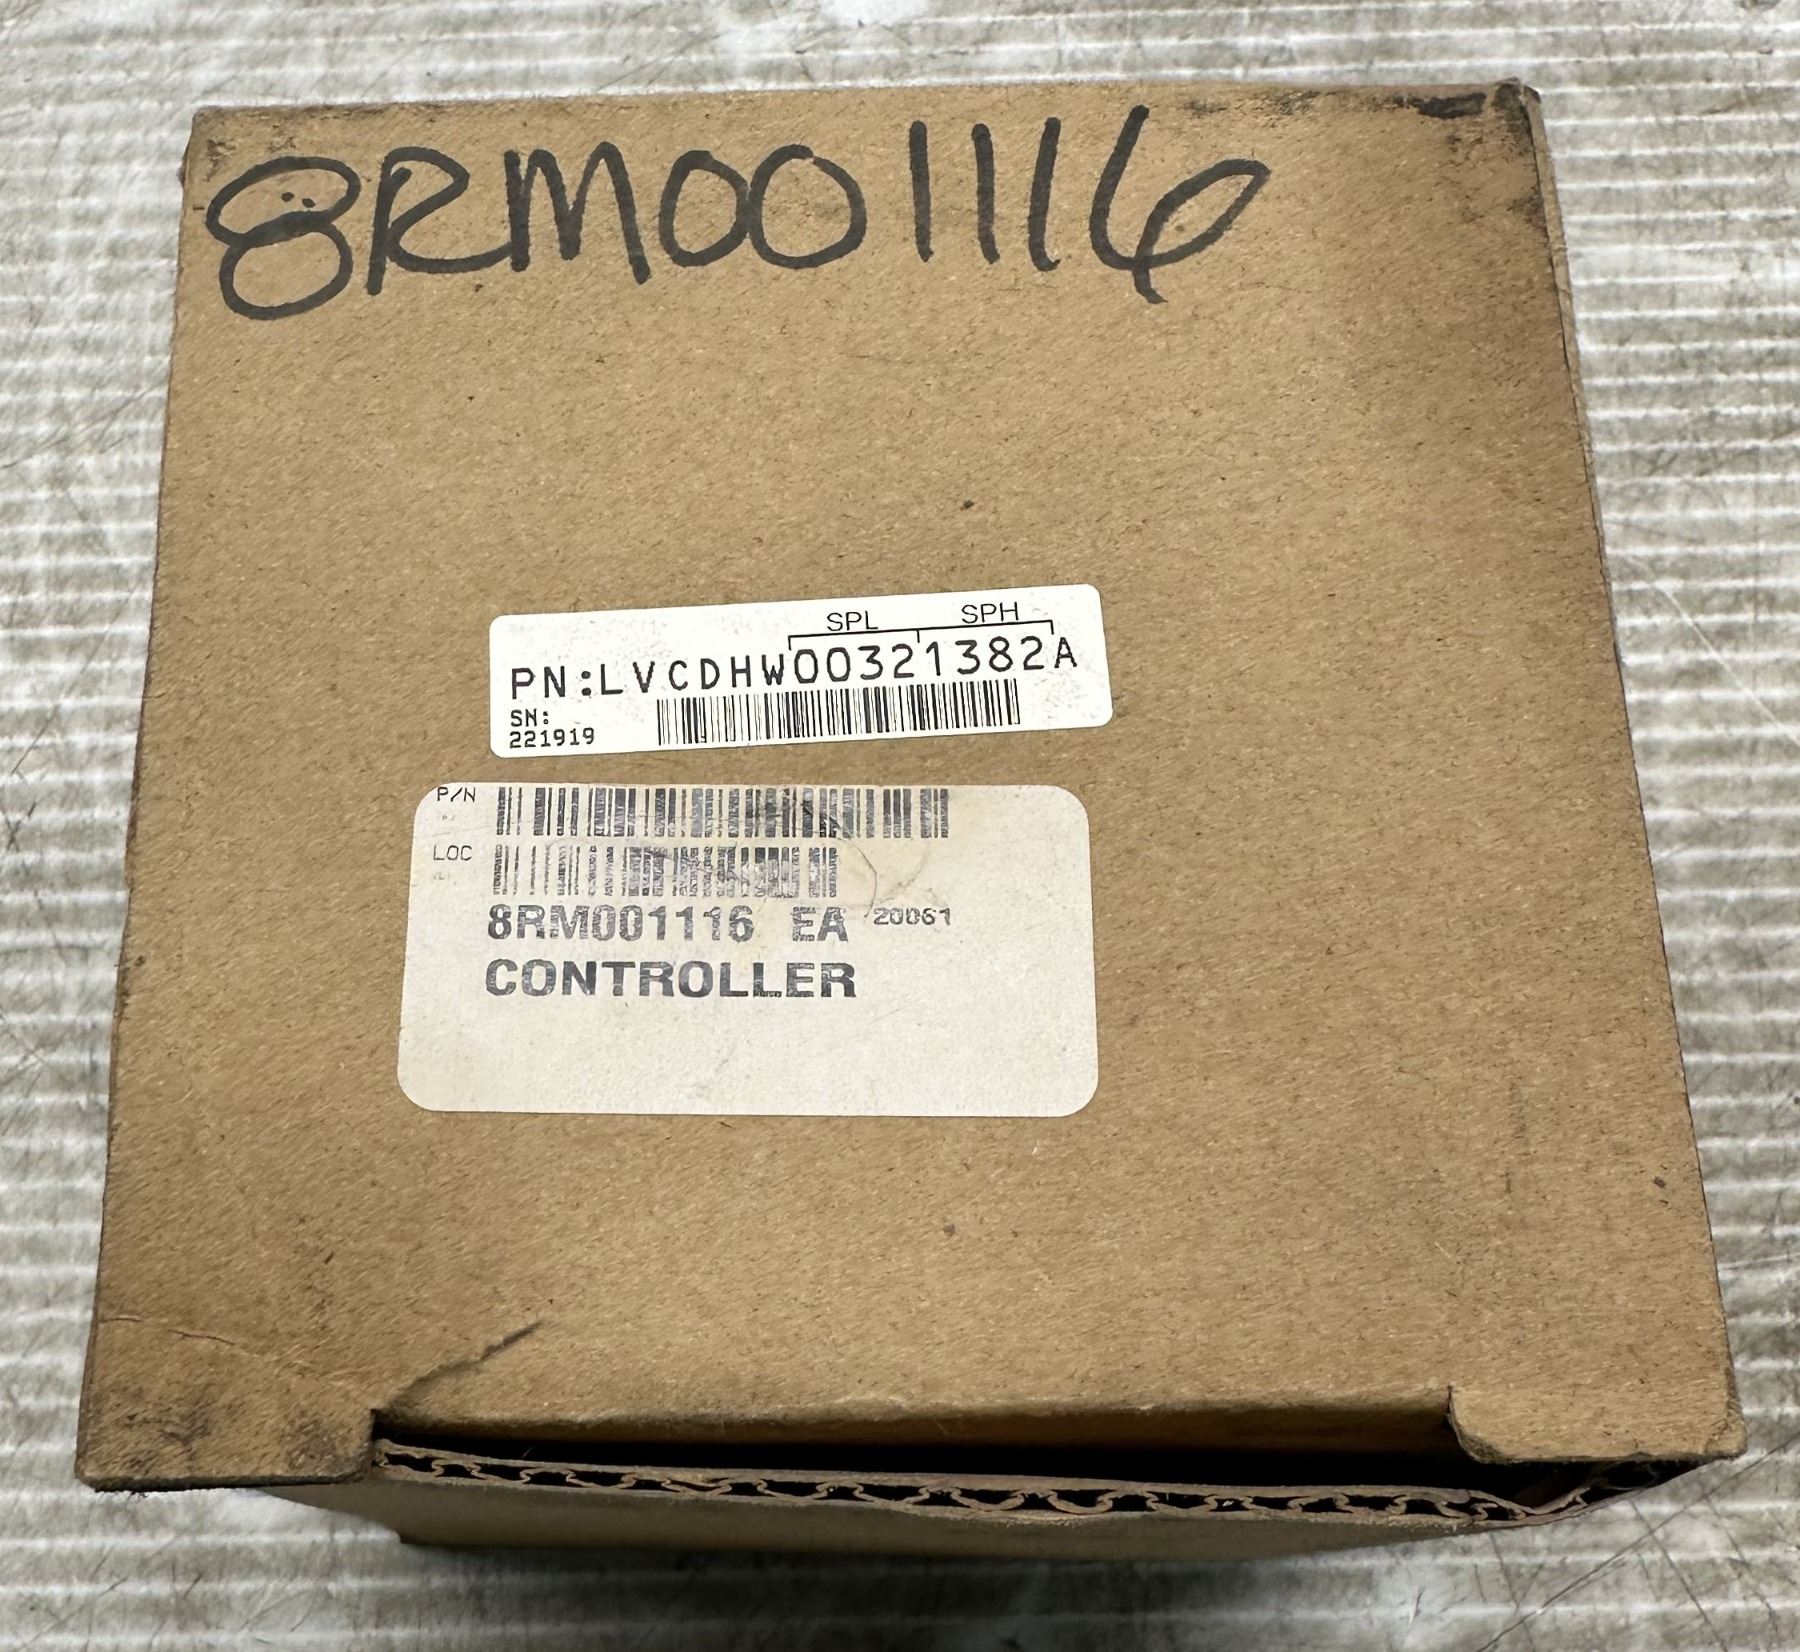 8RM001116
SPL SPH
PN:LVCDHW00321382A
SN:
221919
P/N
LOC
8RM001116 EA 20061
CONTROLLER